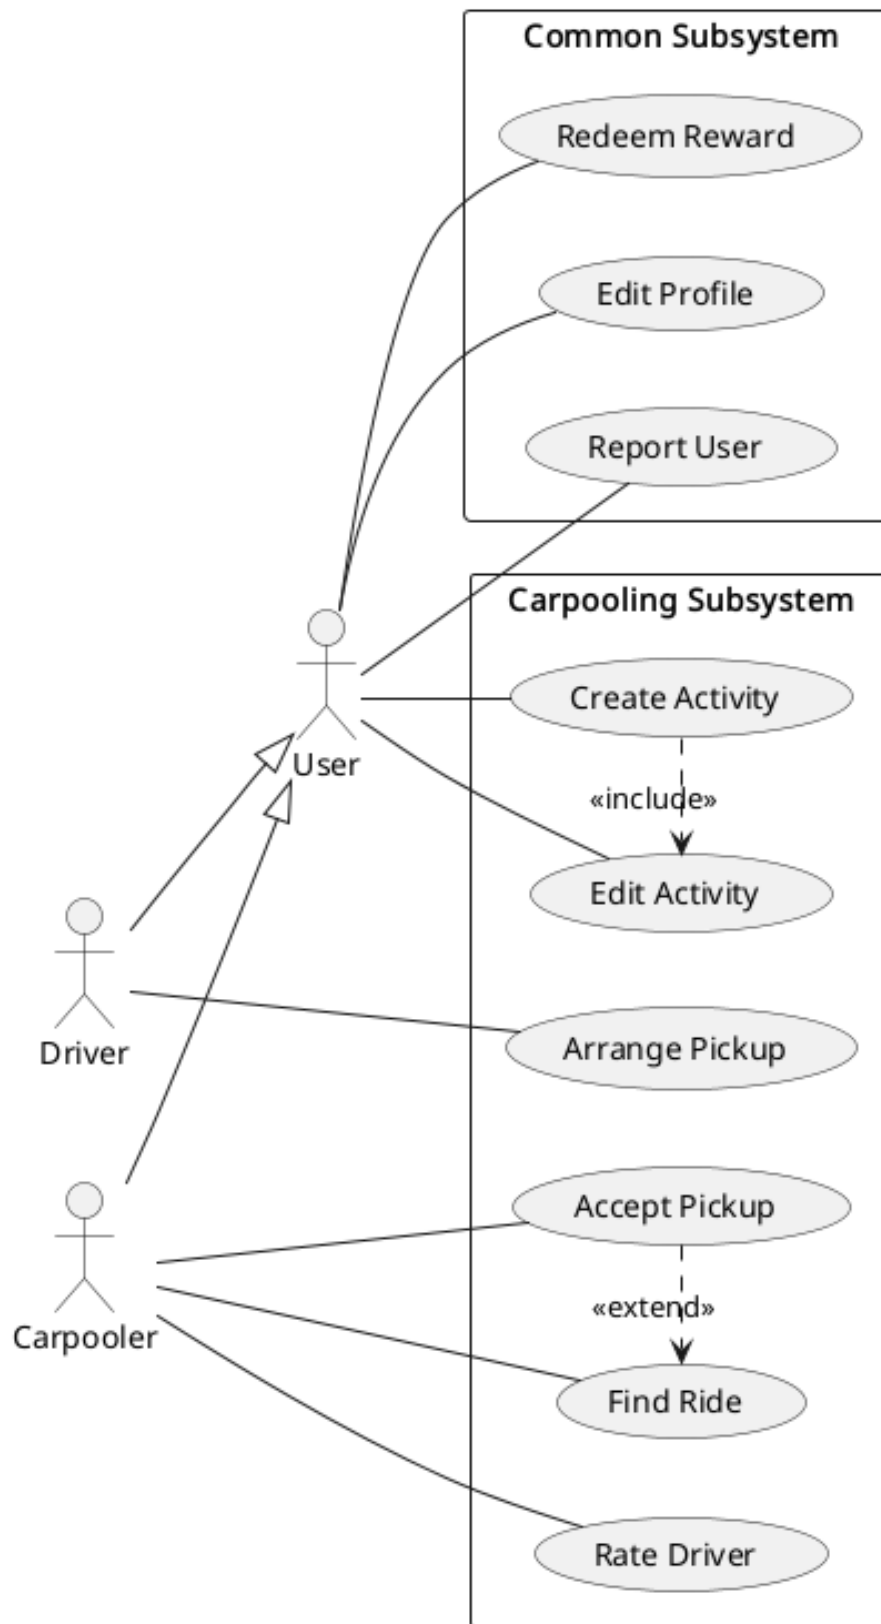 Common Subsystem
Redeem Reward
Edit Profile
Report User
Carpooling Subsystem
Create Activity
User
«include»
Edit Activity
Driver
Arrange Pickup
Accept Pickup
«extend»
Carpooler
Find Ride
Rate Driver